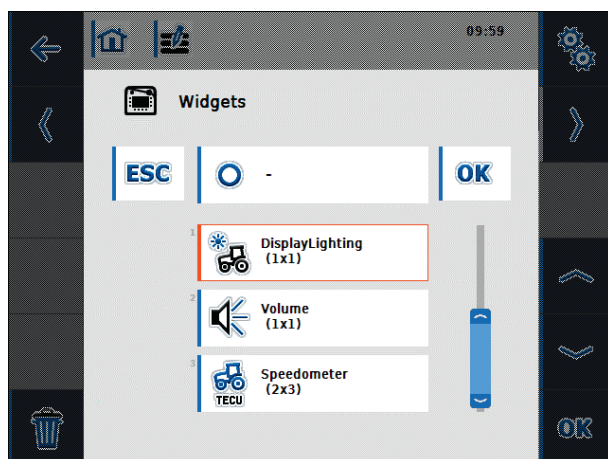 09:59
Widgets
ESC
-
OK
1
DisplayLighting
(1x1)
2
Volume
(1x1)
3
Speedometer
(2x3)
TECU
OK